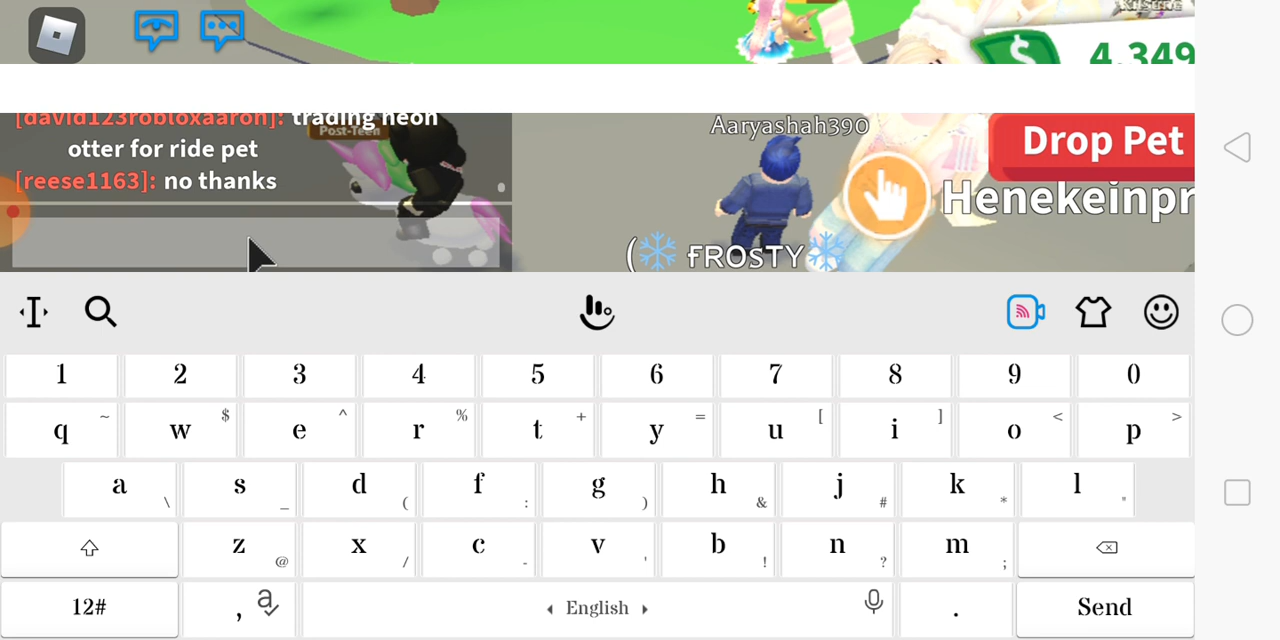 4,349
[david123robloxaaron]: trading neon
Post-Teen
otter for ride pet
[reese1163]: no thanks
Aaryashah390
Drop Pet
Henekeinpr
(❄️ FROSTY❄️
1 2 3 4 5 6 7 8 9 0
q ~ w $ e ^ r % t + y = u [ i ] o < p >
a \ s _ d ( f : g ) h & j # k * l "
z @ x / c - v ' b ! n ? m ;
12# , a English . Send